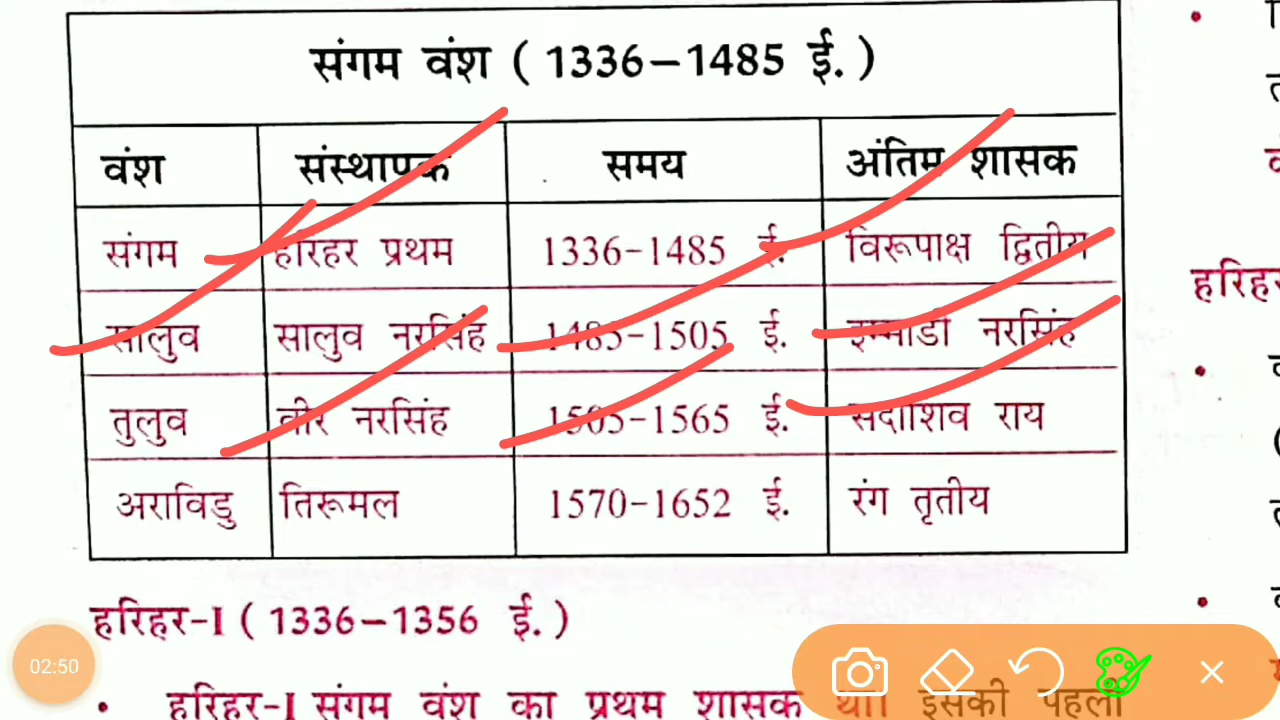 संगम वंश ( 1336–1485 ई. )
वंश संस्थापक समय अंतिम शासक
संगम हरिहर प्रथम 1336-1485 ई. विरूपाक्ष द्वितीय
सालुव सालुव नरसिंह 1485-1505 ई. इम्माडी नरसिंह
तुलुव वीर नरसिंह 1505-1565 ई. सदाशिव राय
अराविडु तिरूमल 1570-1652 ई. रंग तृतीय
हरिहर-I ( 1336–1356 ई. )
• हरिहर-I संगम वंश का प्रथम शासक था। इसकी पहली
हरिहर
02:50